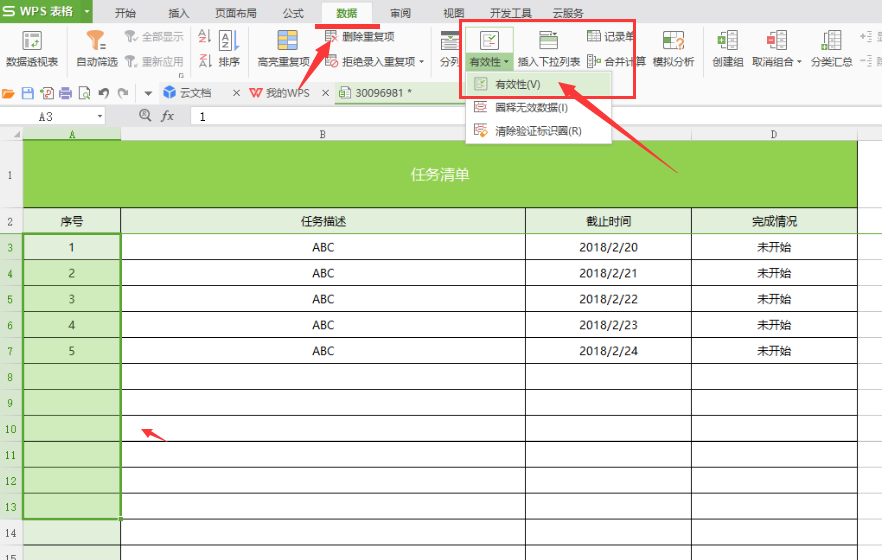 S WPS 表格 开始 插入 页面布局 公式 数据 审阅 视图 开发工具 云服务
全部显示 删除重复项 记录单
数据透视表 自动筛选 重新应用 排序 高亮重复项 拒绝录入重复项 分列 有效性 插入下拉列表 合并计算 模拟分析 创建组 取消组合 分类汇总
有效性(V)
云文档 × 我的WPS × 30096981 *
圈释无效数据(I)
A3 fx 1
清除验证标识圈(R)
A B D
1 任务清单
2 序号 任务描述 截止时间 完成情况
3 1 ABC 2018/2/20 未开始
4 2 ABC 2018/2/21 未开始
5 3 ABC 2018/2/22 未开始
6 4 ABC 2018/2/23 未开始
7 5 ABC 2018/2/24 未开始
8
9
10
11
12
13
14
15